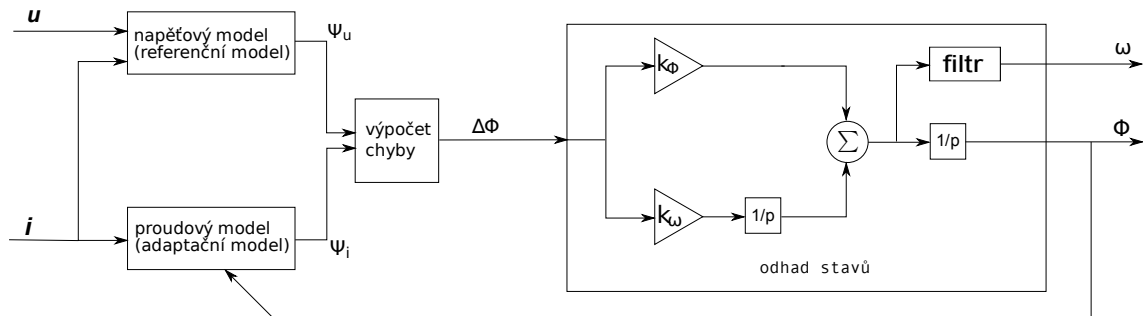 u
napěťový model
(referenční model)
Ψu
i
proudový model
(adaptační model)
Ψi
výpočet
chyby
ΔΦ
kΦ
kω
1/p
Σ
filtr
1/p
ω
Φ
odhad stavů